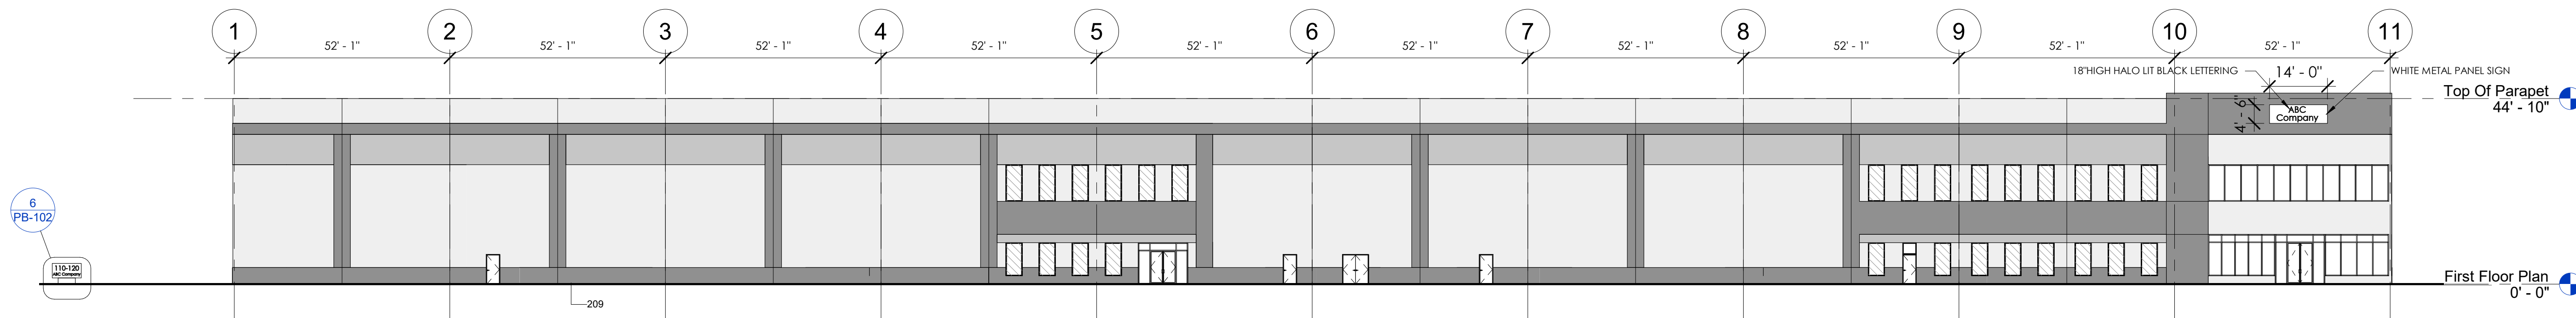 1 2 3 4 5 6 7 8 9 10 11
52' - 1" 52' - 1" 52' - 1" 52' - 1" 52' - 1" 52' - 1" 52' - 1" 52' - 1" 52' - 1" 52' - 1"
18"HIGH HALO LIT BLACK LETTERING
14' - 0"
WHITE METAL PANEL SIGN
4' - 6"
ABC
Company
Top Of Parapet
44' - 10"
6
PB-102
110-120
ABC Company
209
First Floor Plan
0' - 0"